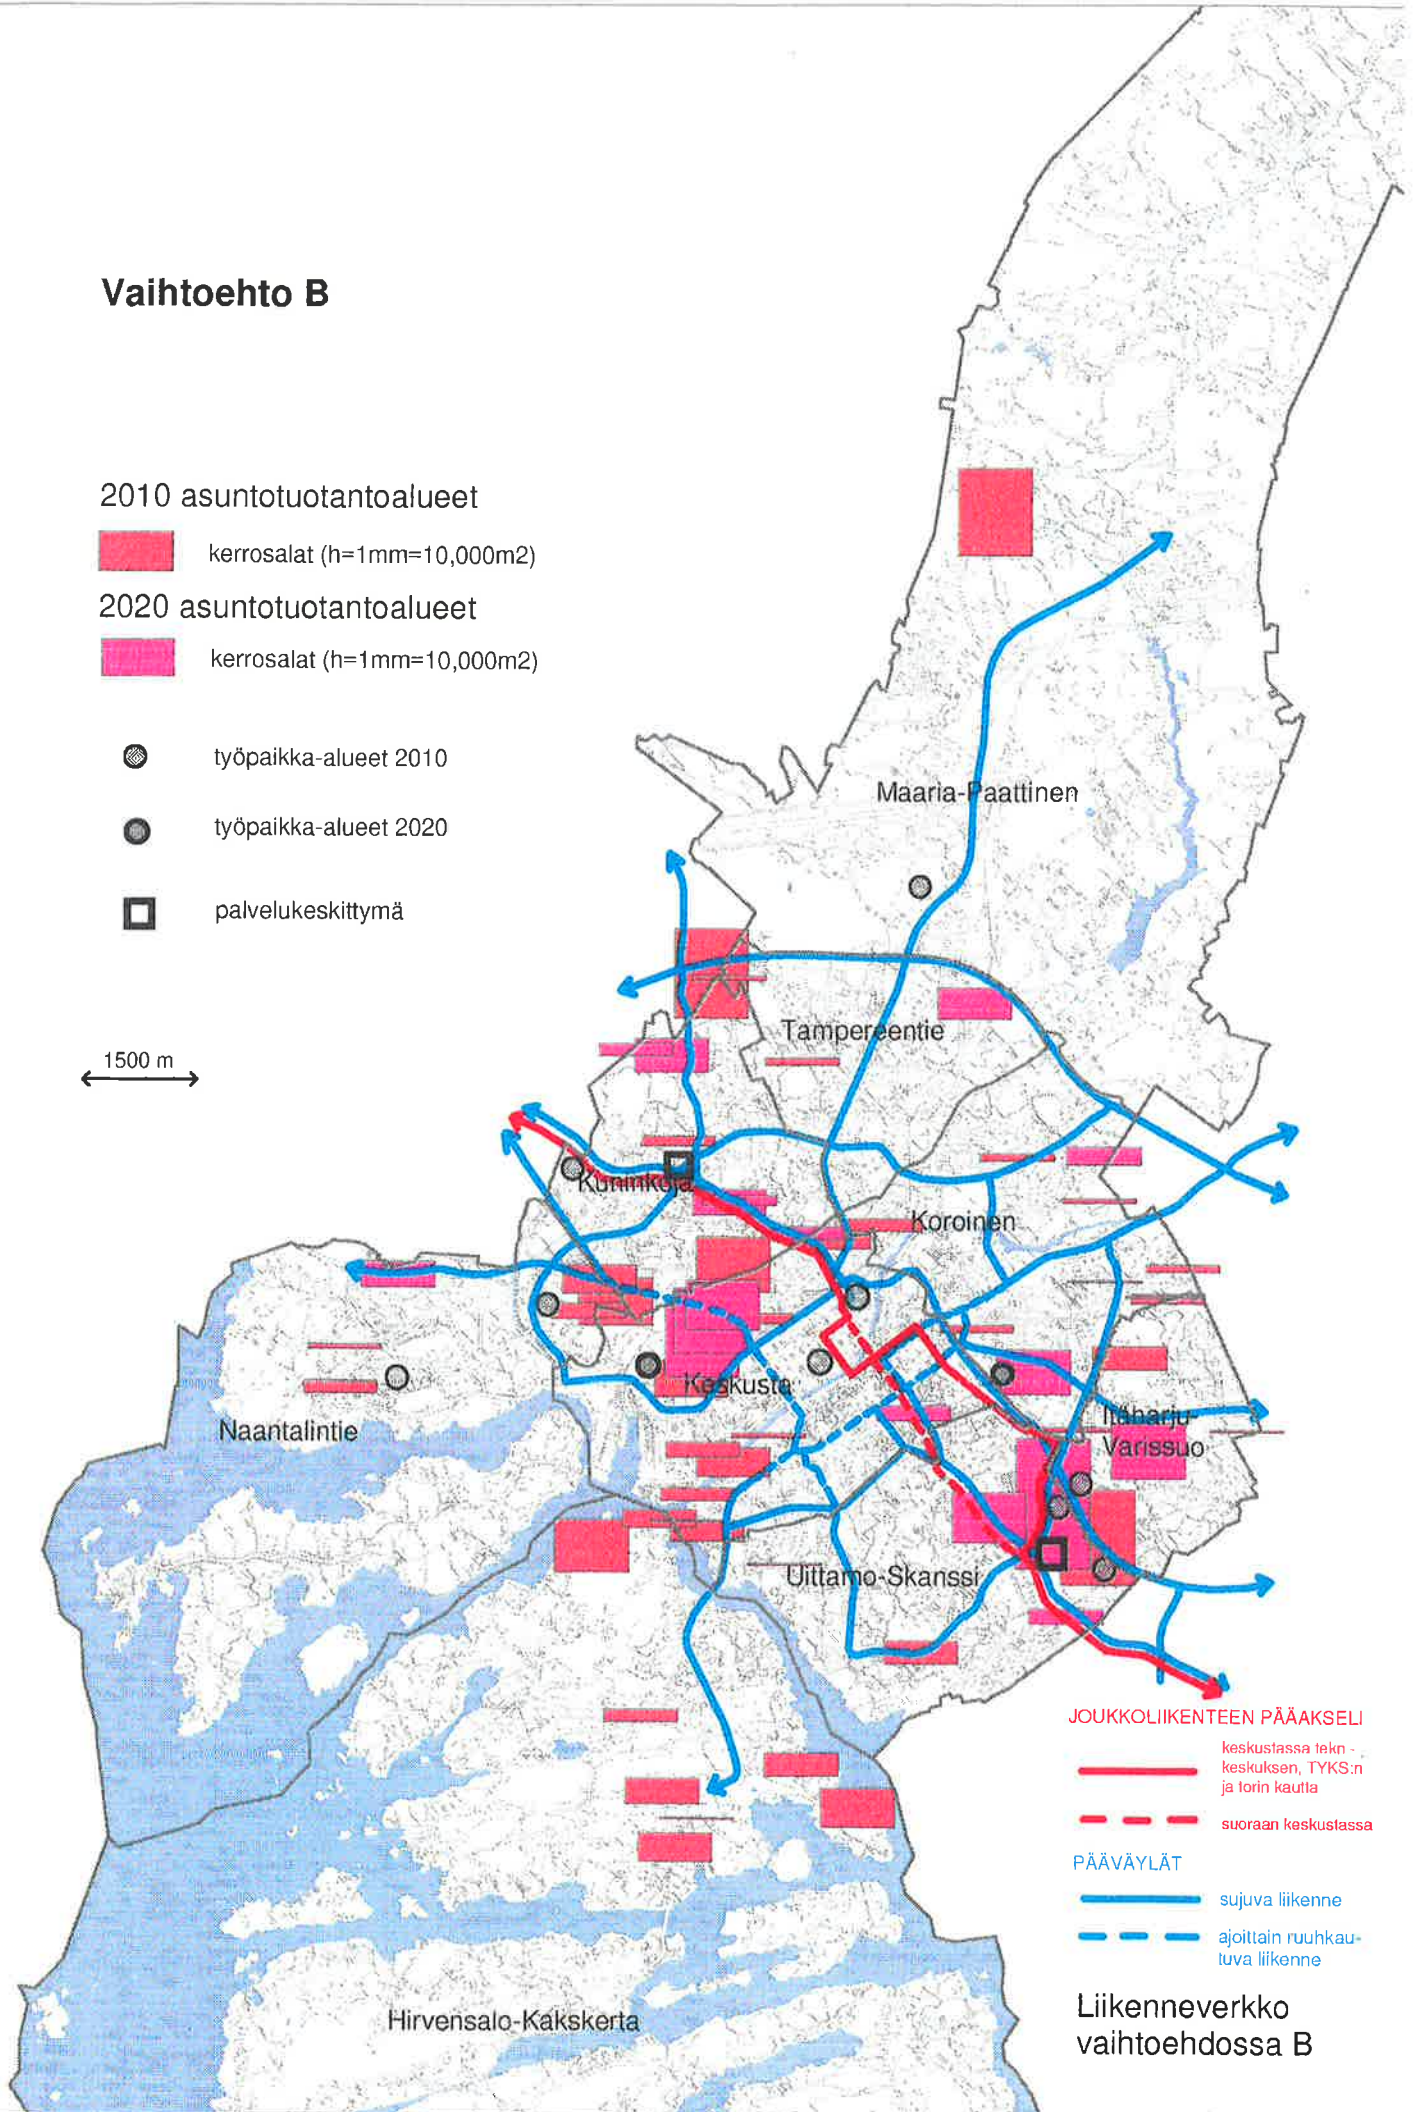 Vaihtoehto B
2010 asuntotuotantoalueet
kerrosalat (h=1mm=10,000m2)
2020 asuntotuotantoalueet
kerrosalat (h=1mm=10,000m2)
työpaikka-alueet 2010
työpaikka-alueet 2020
palvelukeskittymä
1500 m
Maaria-Paattinen
Tampereentie
Kuninkoja
Koroinen
Keskusta
Naantalintie
Itäharju-
Varissuo
Uittamo-Skanssi
Hirvensalo-Kakskerta
JOUKKOLIIKENTEEN PÄÄAKSELI
keskustassa tekn -
keskuksen, TYKS:n
ja torin kautta
suoraan keskustassa
PÄÄVÄYLÄT
sujuva liikenne
ajoittain ruuhkau-
tuva liikenne
Liikenneverkko
vaihtoehdossa B